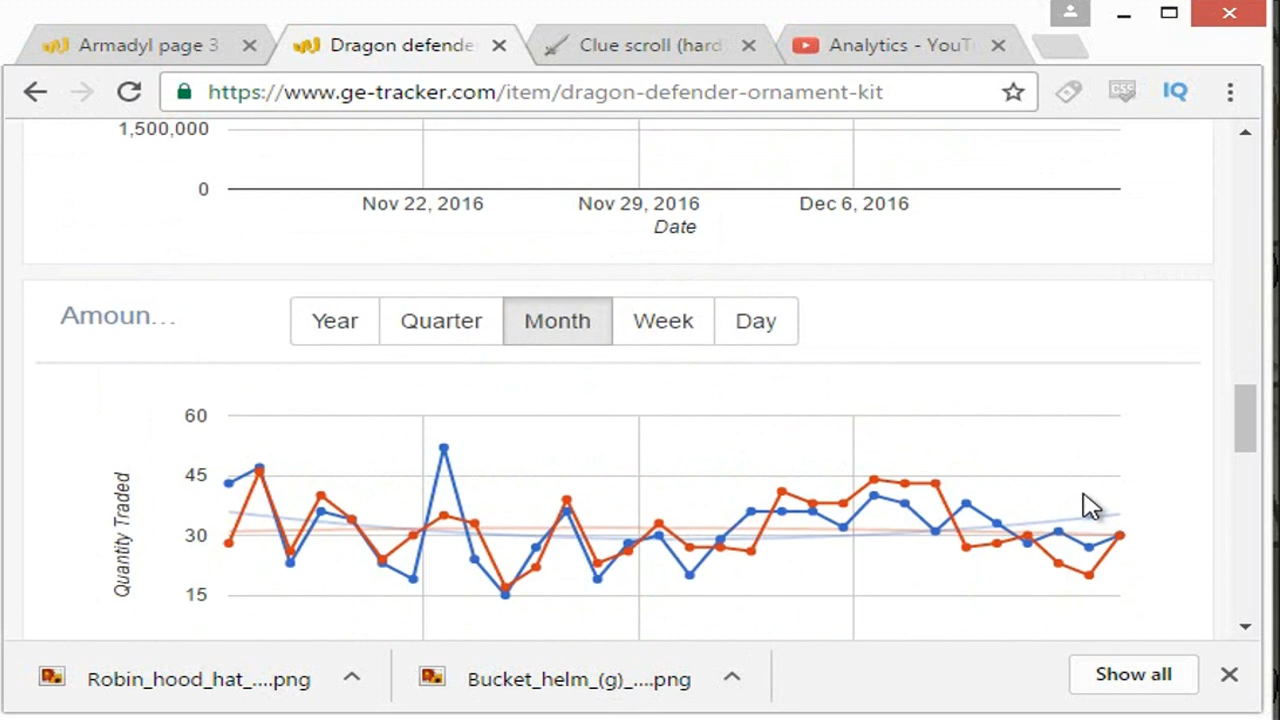 Armadyl page 3
Dragon defende
Clue scroll (hard
Analytics - YouT
https://www.ge-tracker.com/item/dragon-defender-ornament-kit
CSS
IQ
1,500,000
0
Nov 22, 2016
Nov 29, 2016
Dec 6, 2016
Date
Amoun...
Year
Quarter
Month
Week
Day
60
45
30
15
Quantity Traded
Robin_hood_hat_....png
Bucket_helm_(g)_....png
Show all